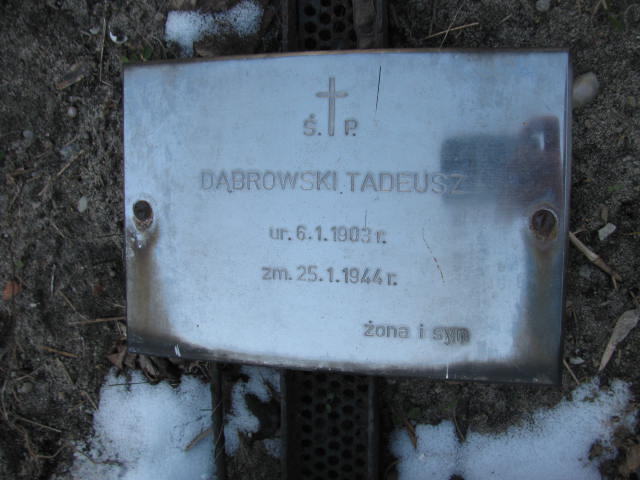 Ś. P.
DĄBROWSKI TADEUSZ
ur. 6.1.1903 r.
zm. 25.1.1944 r.
żona i syn